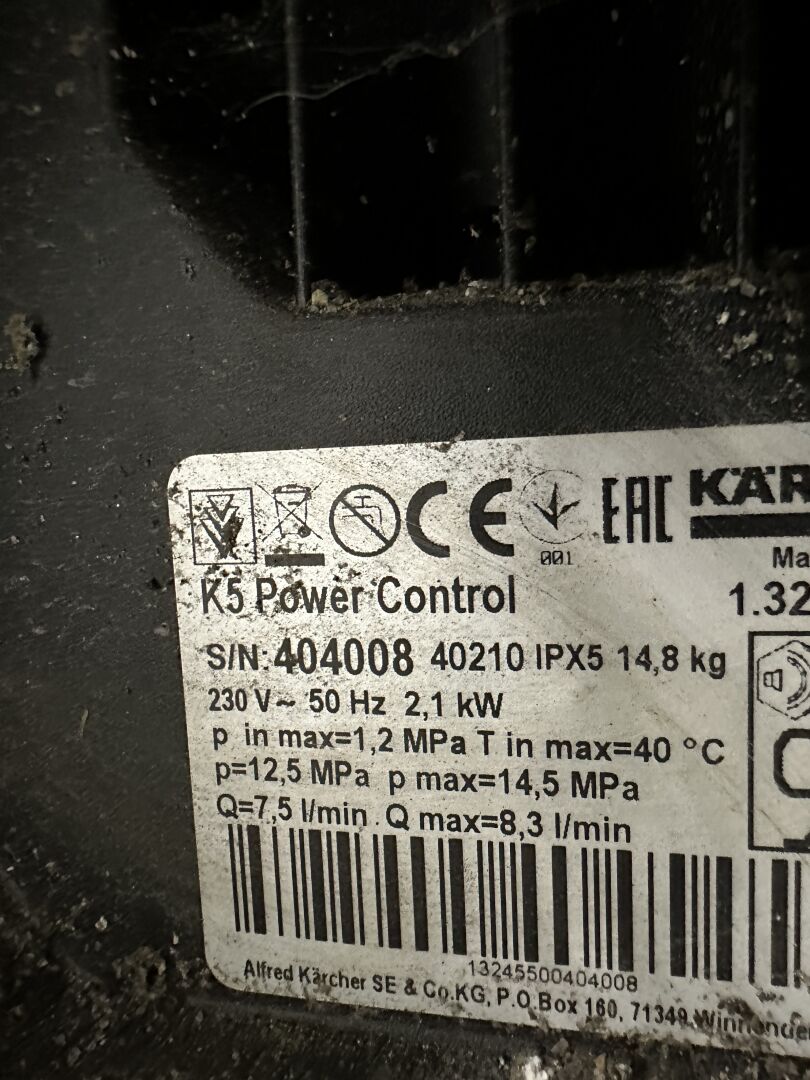 001
EAC
KÄR
Ma
K5 Power Control
1.32
S/N: 404008 40210 IPX5 14,8 kg
230 V~ 50 Hz 2,1 kW
p in max=1,2 MPa T in max=40 °C
p=12,5 MPa p max=14,5 MPa
Q=7,5 l/min Q max=8,3 l/min
13245500404008
Alfred Kärcher SE & Co.KG, P.O.Box 160, 71349 Winnende